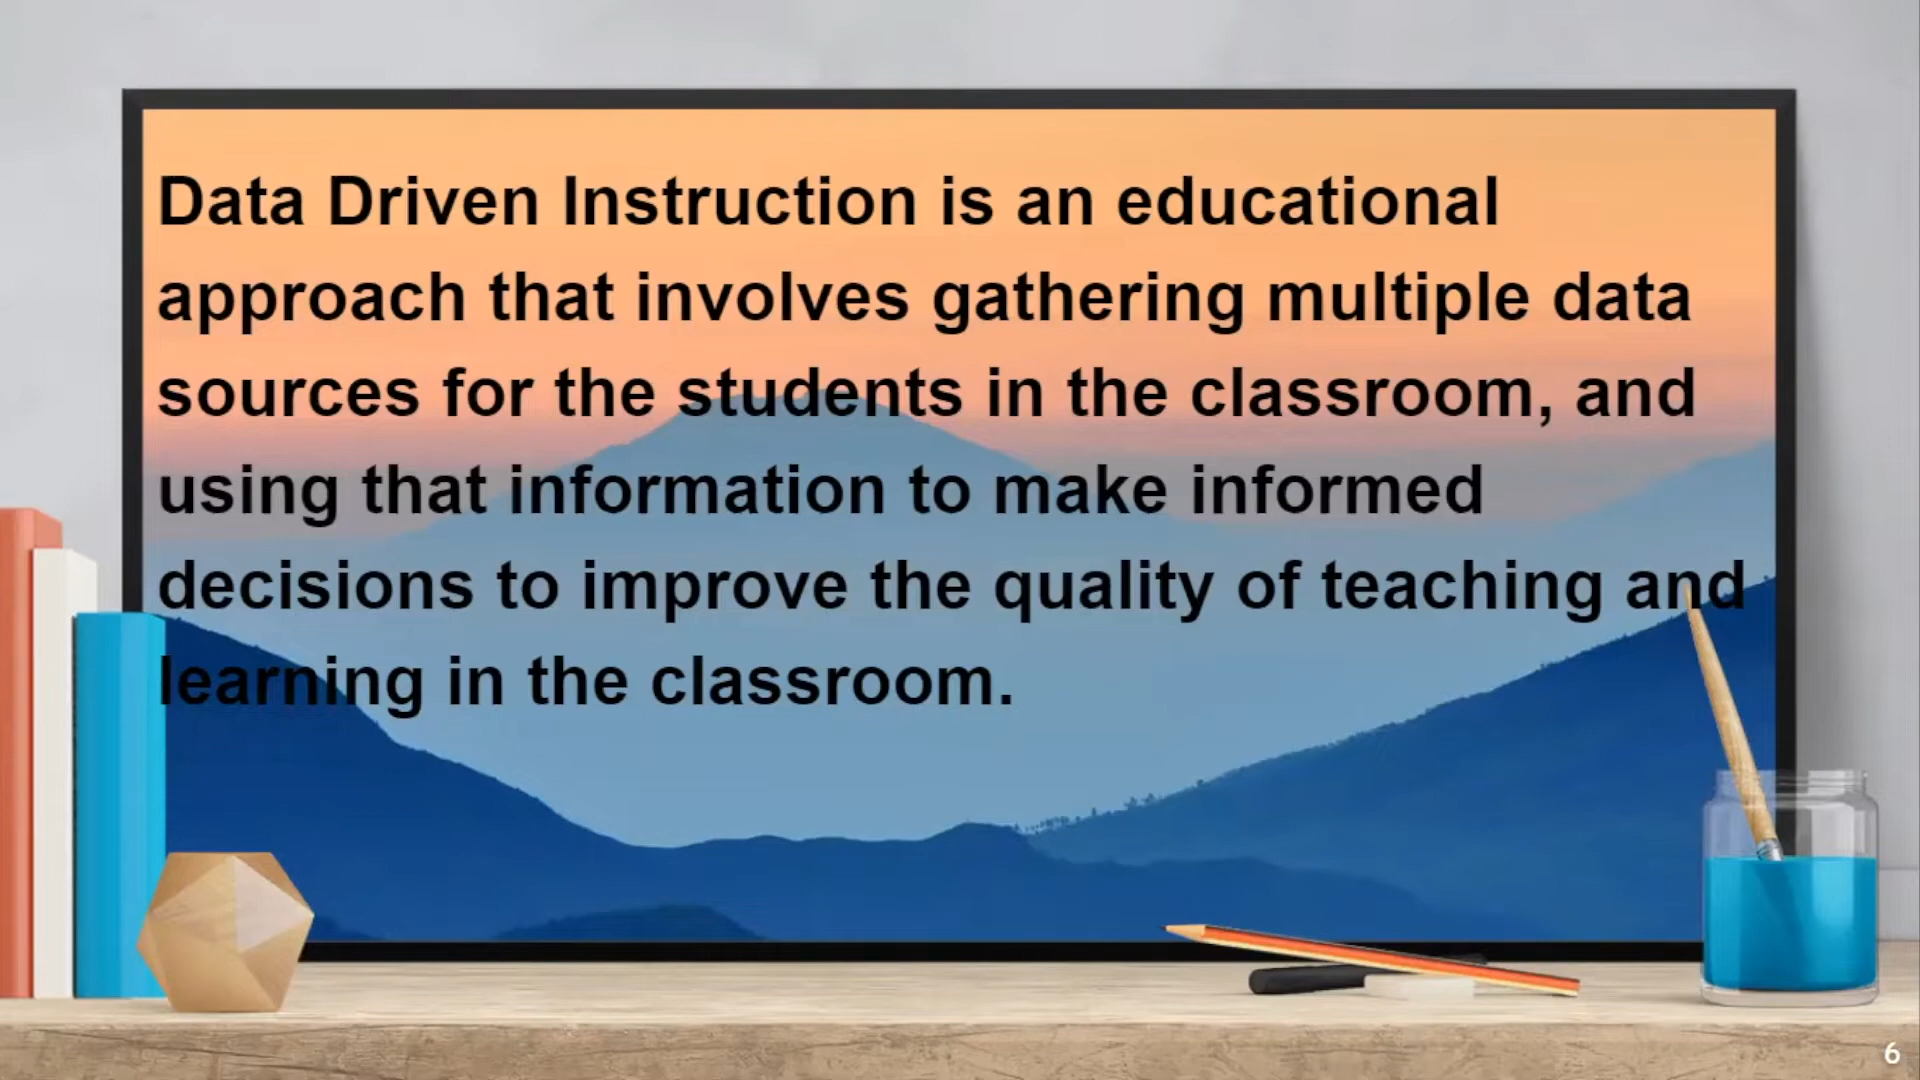 Data Driven Instruction is an educational
approach that involves gathering multiple data
sources for the students in the classroom, and
using that information to make informed
decisions to improve the quality of teaching and
learning in the classroom.
6